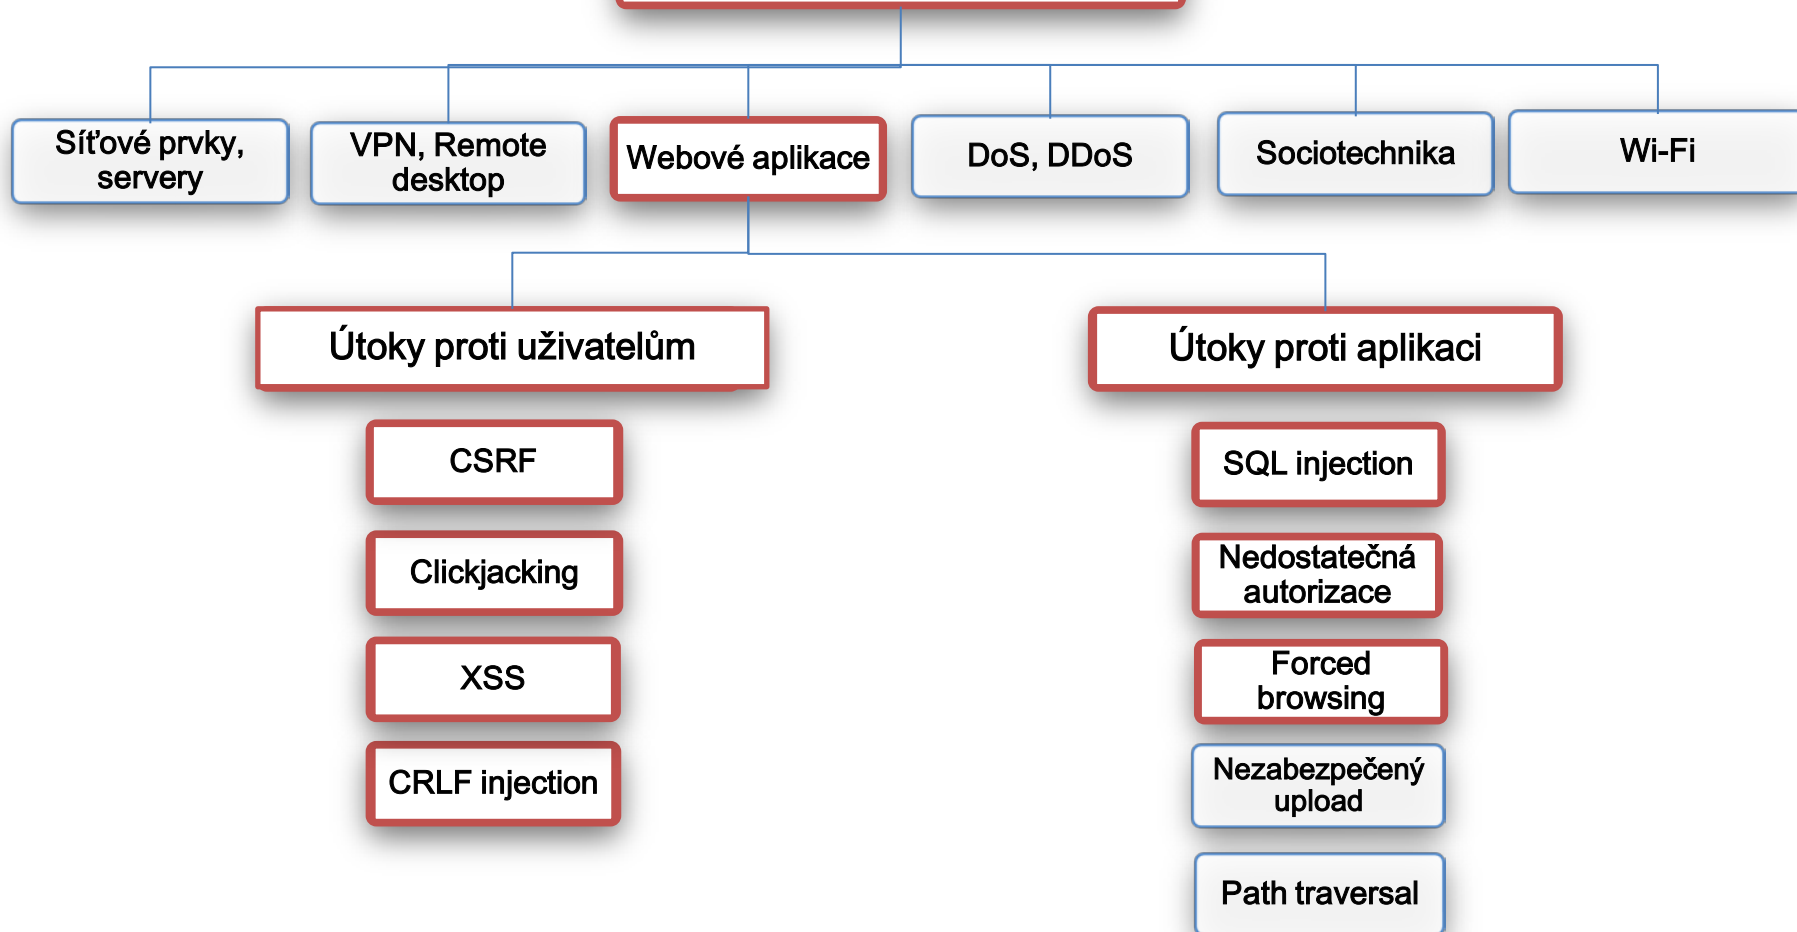 Síťové prvky,
servery
VPN, Remote
desktop
Webové aplikace
DoS, DDoS
Sociotechnika
Wi-Fi
Útoky proti uživatelům
Útoky proti aplikaci
CSRF
Clickjacking
XSS
CRLF injection
SQL injection
Nedostatečná
autorizace
Forced
browsing
Nezabezpečený
upload
Path traversal